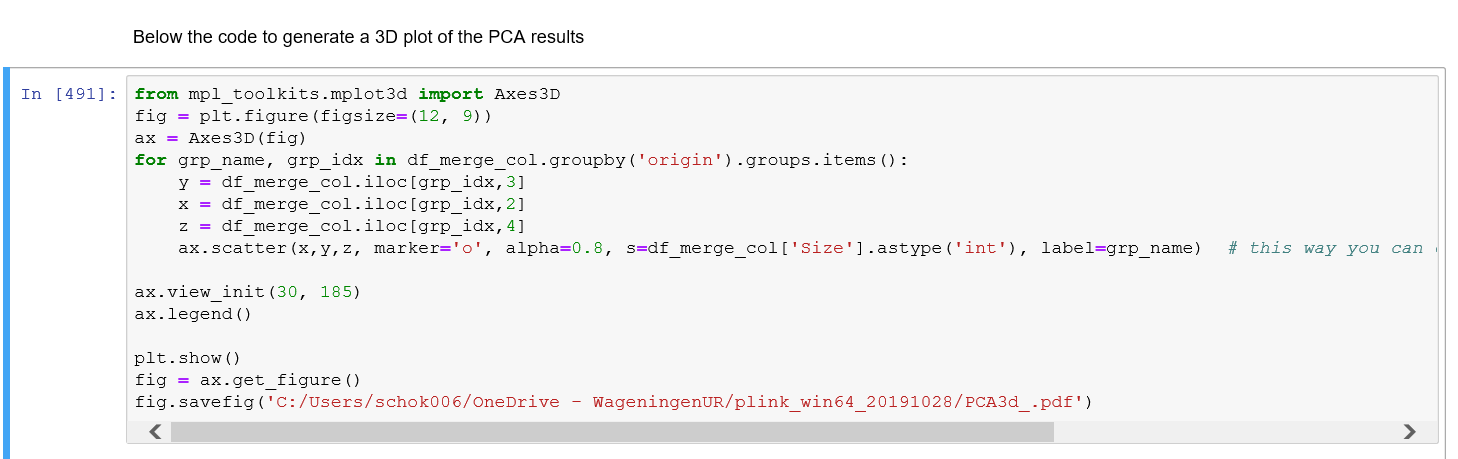 Below the code to generate a 3D plot of the PCA results
In [491]:
from mpl_toolkits.mplot3d import Axes3D
fig = plt.figure(figsize=(12, 9))
ax = Axes3D(fig)
for grp_name, grp_idx in df_merge_col.groupby('origin').groups.items():
    y = df_merge_col.iloc[grp_idx,3]
    x = df_merge_col.iloc[grp_idx,2]
    z = df_merge_col.iloc[grp_idx,4]
    ax.scatter(x,y,z, marker='o', alpha=0.8, s=df_merge_col['Size'].astype('int'), label=grp_name)  # this way you can
ax.view_init(30, 185)
ax.legend()
plt.show()
fig = ax.get_figure()
fig.savefig('C:/Users/schok006/OneDrive - WageningenUR/plink_win64_20191028/PCA3d_.pdf')